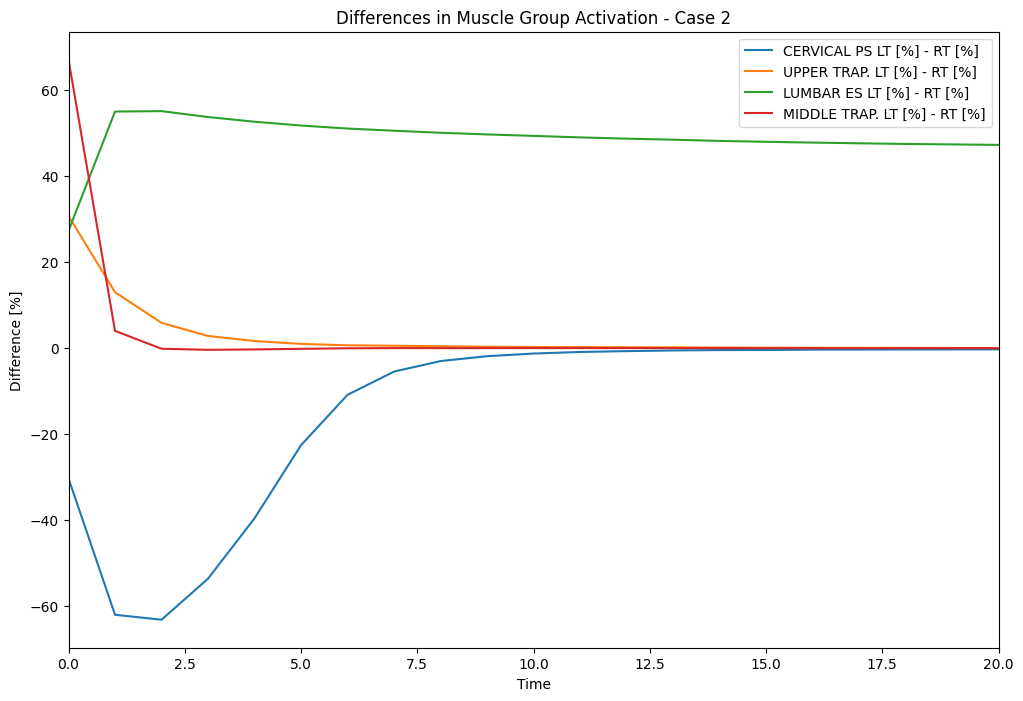 Differences in Muscle Group Activation - Case 2
CERVICAL PS LT [%] - RT [%]
UPPER TRAP. LT [%] - RT [%]
LUMBAR ES LT [%] - RT [%]
MIDDLE TRAP. LT [%] - RT [%]
Difference [%]
60
40
20
0
−20
−40
−60
0.0
2.5
5.0
7.5
10.0
12.5
15.0
17.5
20.0
Time